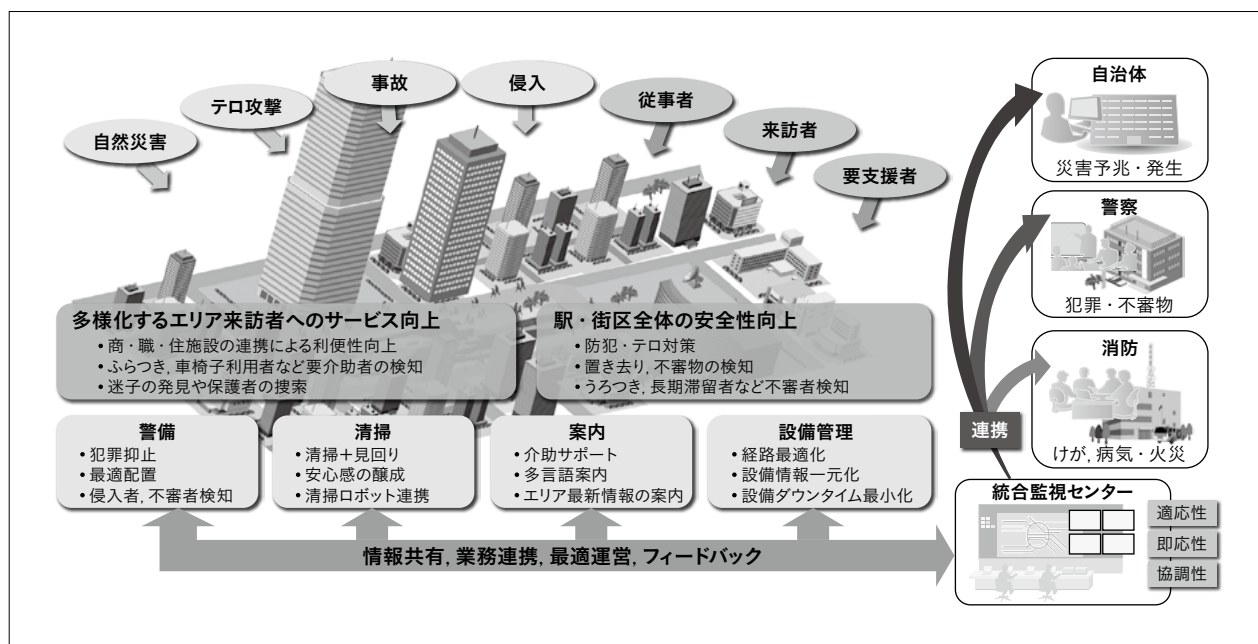 自然災害
テロ攻撃
事故
侵入
従事者
来訪者
要支援者
多様化するエリア来訪者へのサービス向上
・商・職・住施設の連携による利便性向上
・ふらつき, 車椅子利用者など要介助者の検知
・迷子の発見や保護者の捜索
駅・街区全体の安全性向上
・防犯・テロ対策
・置き去り, 不審物の検知
・うろつき, 長期滞留者など不審者検知
警備
・犯罪抑止
・最適配置
・侵入者, 不審者検知
清掃
・清掃+見回り
・安心感の醸成
・清掃ロボット連携
案内
・介助サポート
・多言語案内
・エリア最新情報の案内
設備管理
・経路最適化
・設備情報一元化
・設備ダウンタイム最小化
情報共有, 業務連携, 最適運営, フィードバック
自治体
災害予兆・発生
警察
犯罪・不審物
消防
けが, 病気・火災
連携
統合監視センター
適応性
即応性
協調性